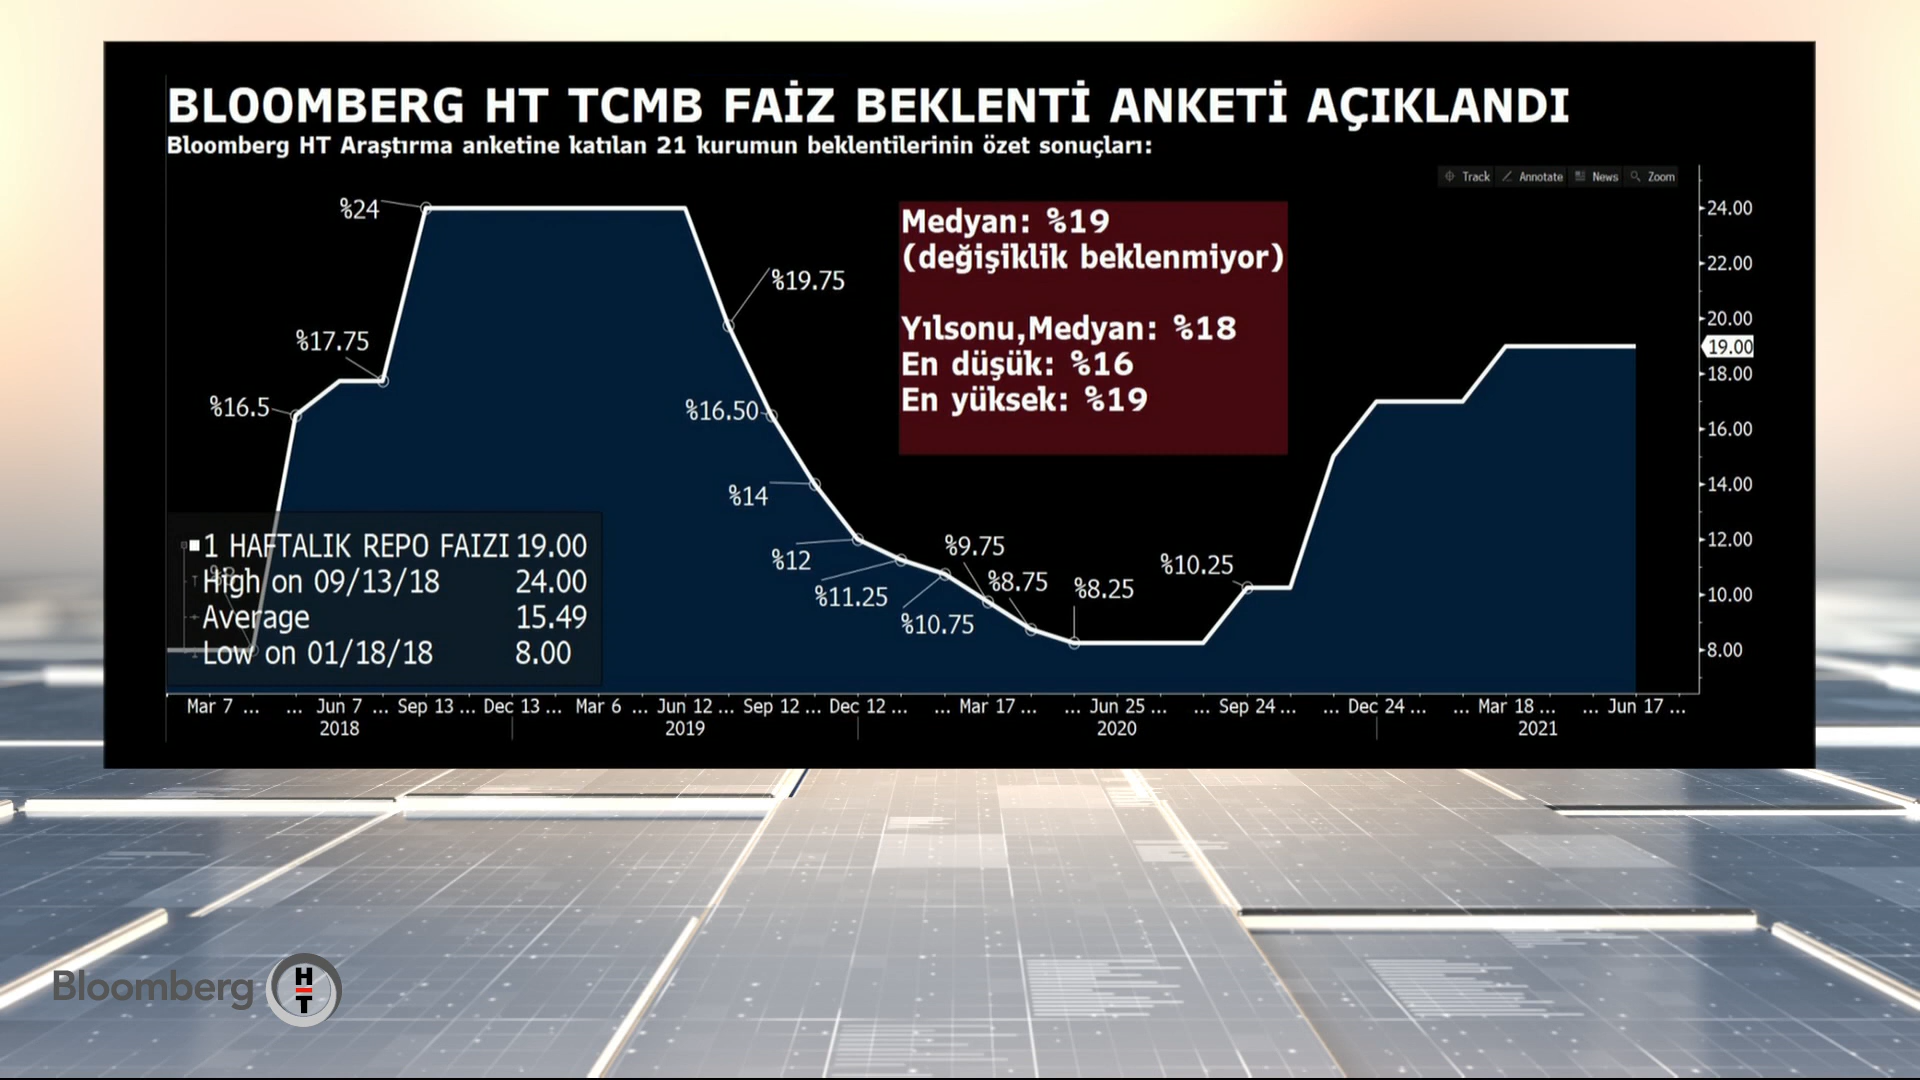 BLOOMBERG HT TCMB FAİZ BEKLENTİ ANKETİ AÇIKLANDI
Bloomberg HT Araştırma anketine katılan 21 kurumun beklentilerinin özet sonuçları:
Track Annotate News Zoom
%24
%19.75
%17.75
%16.5
%16.50
%14
%12
%11.25
%10.75
%9.75
%8.75
%8.25
%10.25
Medyan: %19
(değişiklik beklenmiyor)
Yılsonu,Medyan: %18
En düşük: %16
En yüksek: %19
24.00
22.00
20.00
19.00
18.00
16.00
14.00
12.00
10.00
8.00
1 HAFTALIK REPO FAIZI 19.00
High on 09/13/18 24.00
Average 15.49
Low on 01/18/18 8.00
Mar 7 ... ... Jun 7 ... Sep 13 ... Dec 13 ... Mar 6 ... Jun 12 ... Sep 12 ... Dec 12 ... ... Mar 17 ... ... Jun 25 ... ... Sep 24 ... ... Dec 24 ... ... Mar 18 ... ... Jun 17 ...
2018 2019 2020 2021
Bloomberg HT